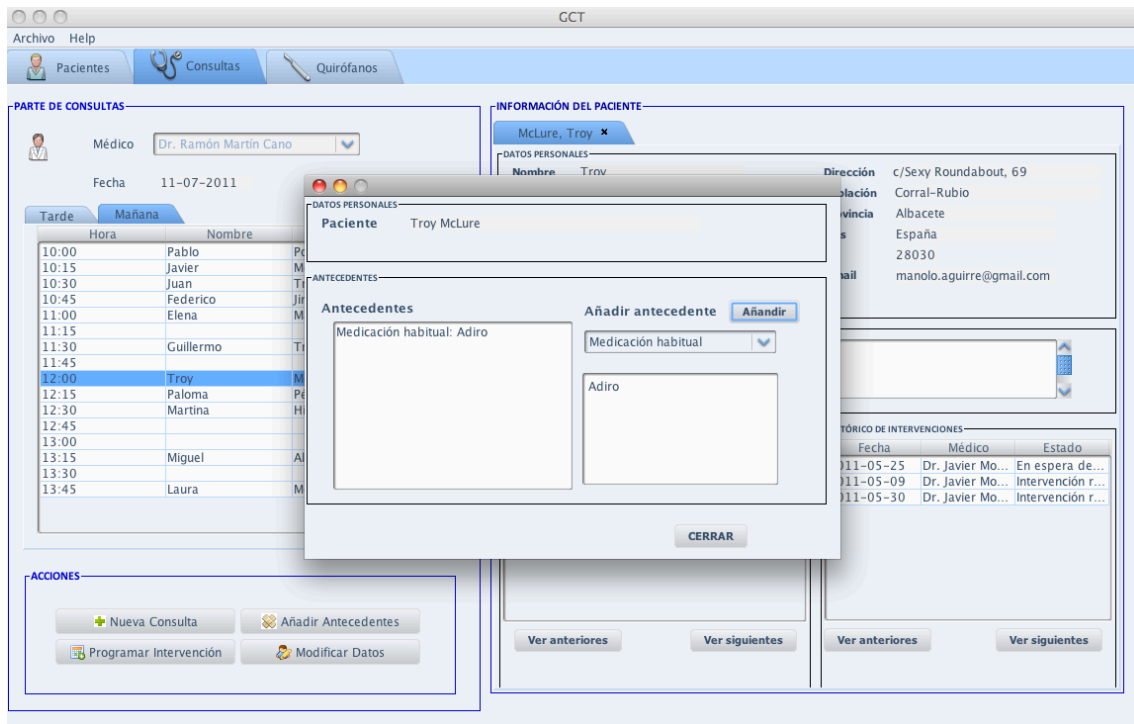 GCT
Archivo Help
Pacientes Consultas Quirófanos
PARTE DE CONSULTAS
Médico Dr. Ramón Martín Cano
Fecha 11-07-2011
Tarde Mañana
Hora Nombre
10:00 Pablo
10:15 Javier
10:30 Juan
10:45 Federico
11:00 Elena
11:15
11:30 Guillermo
11:45
12:00 Troy
12:15 Paloma
12:30 Martina
12:45
13:00
13:15 Miguel
13:30
13:45 Laura
ACCIONES
Nueva Consulta Añadir Antecedentes
Programar Intervención Modificar Datos
DATOS PERSONALES
Paciente Troy McLure
ANTECEDENTES
Antecedentes
Medicación habitual: Adiro
Añadir antecedente Añandir
Medicación habitual
Adiro
CERRAR
INFORMACIÓN DEL PACIENTE
McLure, Troy ×
DATOS PERSONALES
Nombre Troy
Dirección c/Sexy Roundabout, 69
Corral-Rubio
Albacete
España
28030
manolo.aguirre@gmail.com
Fecha Médico Estado
Dr. Javier Mo... En espera de...
Dr. Javier Mo... Intervención r...
Dr. Javier Mo... Intervención r...
Ver anteriores Ver siguientes
Ver anteriores Ver siguientes